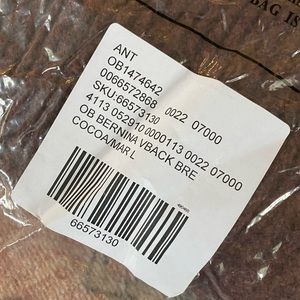 BAG IS
ANT
OB1474642
0066572868 0022 07000
SKU:66573130
4113 052910 0000113 0022 07000
OB BERNINA VBACK BRE
COCOA/MAR L
66573130